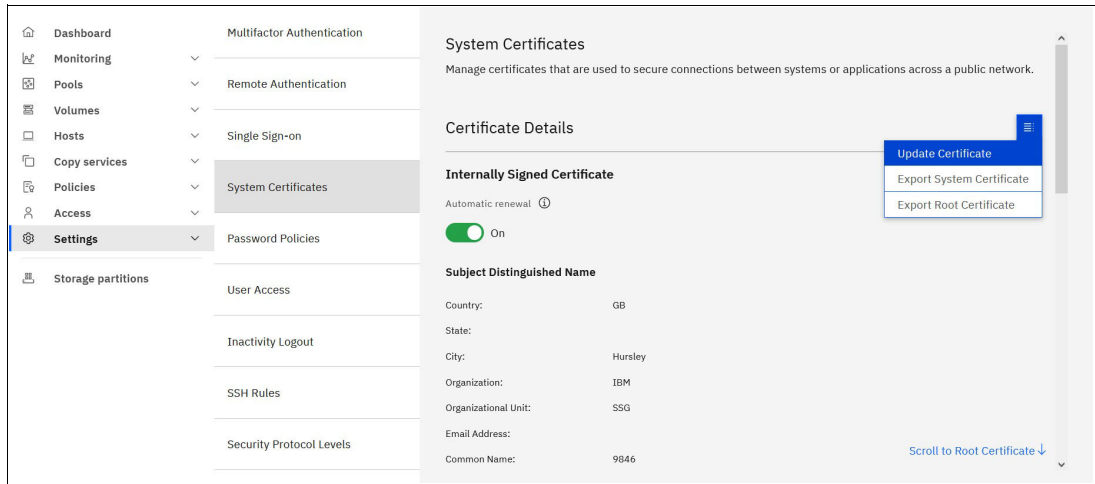 Dashboard
Monitoring
Pools
Volumes
Hosts
Copy services
Policies
Access
Settings
Storage partitions
Multifactor Authentication
Remote Authentication
Single Sign-on
System Certificates
Password Policies
User Access
Inactivity Logout
SSH Rules
Security Protocol Levels
System Certificates
Manage certificates that are used to secure connections between systems or applications across a public network.
Certificate Details
Update Certificate
Export System Certificate
Export Root Certificate
Internally Signed Certificate
Automatic renewal
On
Subject Distinguished Name
Country: GB
State:
City: Hursley
Organization: IBM
Organizational Unit: SSG
Email Address:
Common Name: 9846
Scroll to Root Certificate